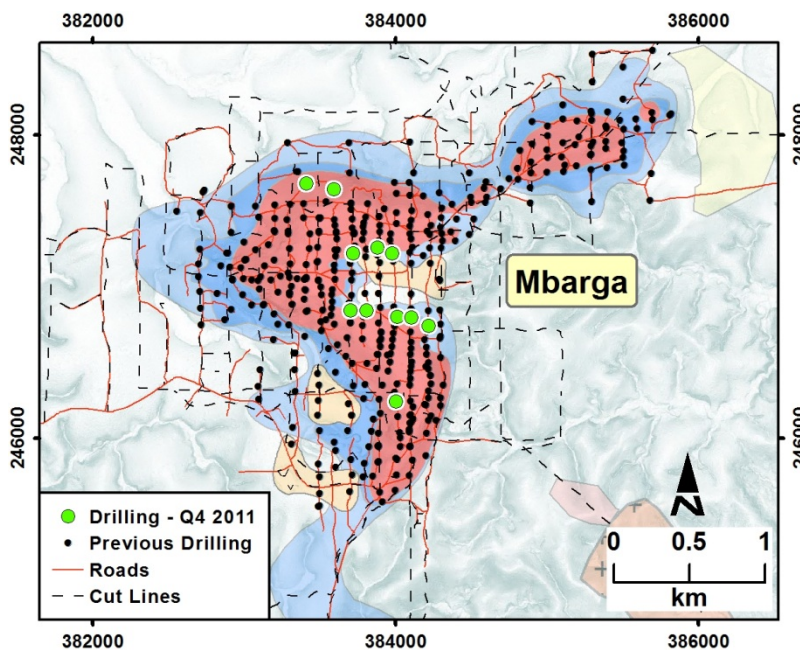 382000 384000 386000
248000 248000
Mbarga
246000 246000
Drilling - Q4 2011
Previous Drilling
Roads
Cut Lines
N
0 0.5 1
km
382000 384000 386000